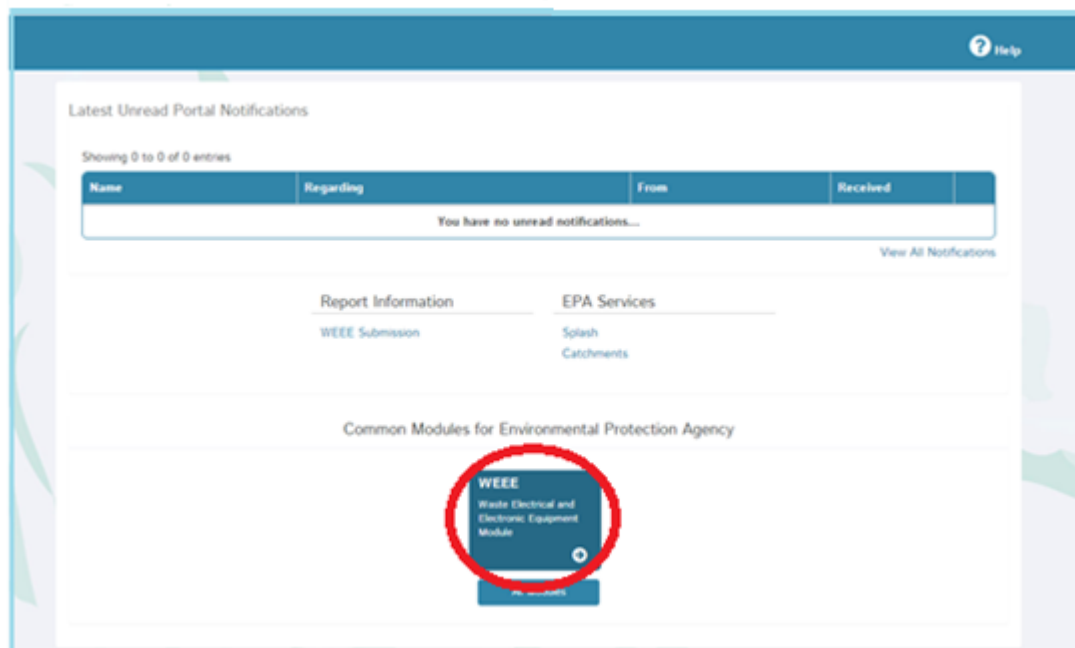 ? Help
Latest Unread Portal Notifications
Showing 0 to 0 of 0 entries
Name Regarding From Received
You have no unread notifications...
View All Notifications
Report Information EPA Services
WEEE Submission Splash
Catchments
Common Modules for Environmental Protection Agency
WEEE
Waste Electrical and
Electronic Equipment
Module
Modules